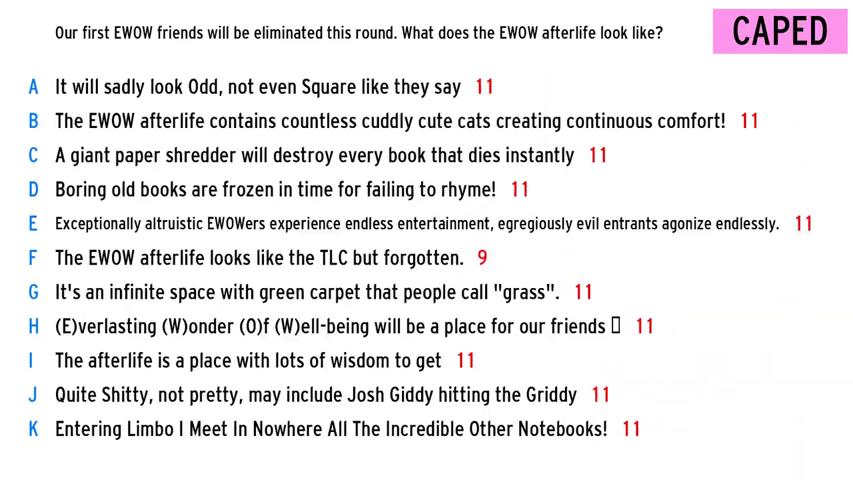 Our first EWOW friends will be eliminated this round. What does the EWOW afterlife look like?
CAPED
A It will sadly look Odd, not even Square like they say 11
B The EWOW afterlife contains countless cuddly cute cats creating continuous comfort! 11
C A giant paper shredder will destroy every book that dies instantly 11
D Boring old books are frozen in time for failing to rhyme! 11
E Exceptionally altruistic EWOWers experience endless entertainment, egregiously evil entrants agonize endlessly. 11
F The EWOW afterlife looks like the TLC but forgotten. 9
G It's an infinite space with green carpet that people call "grass". 11
H (E)verlasting (W)onder (O)f (W)ell-being will be a place for our friends ▯ 11
I The afterlife is a place with lots of wisdom to get 11
J Quite Shitty, not pretty, may include Josh Giddy hitting the Griddy 11
K Entering Limbo I Meet In Nowhere All The Incredible Other Notebooks! 11